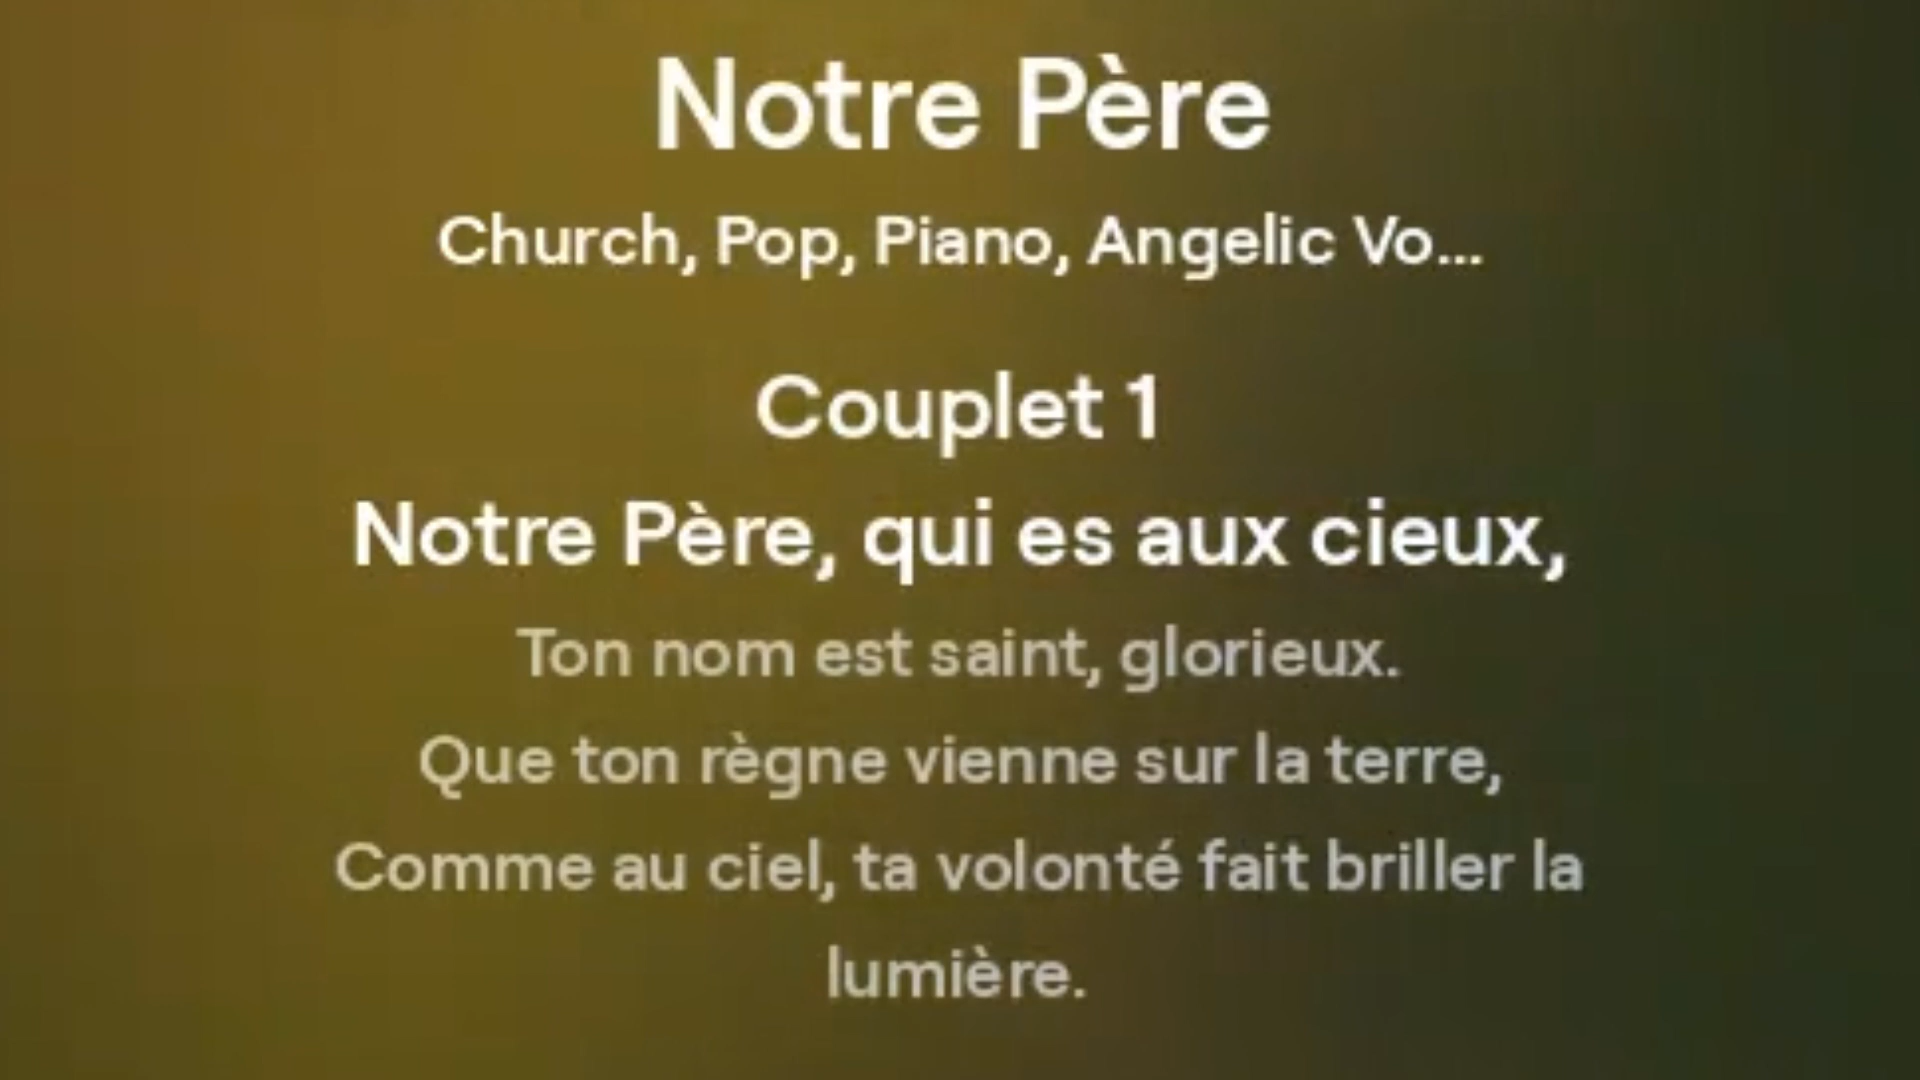 Notre Père
Church, Pop, Piano, Angelic Vo...
Couplet 1
Notre Père, qui es aux cieux,
Ton nom est saint, glorieux.
Que ton règne vienne sur la terre,
Comme au ciel, ta volonté fait briller la
lumière.